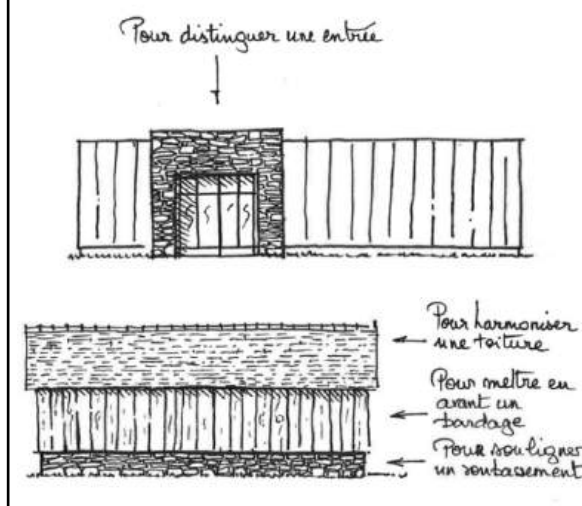 Pour distinguer une entrée
Pour harmoniser
une toiture
Pour mettre en
avant un
bardage
Pour souligner
un soubassement